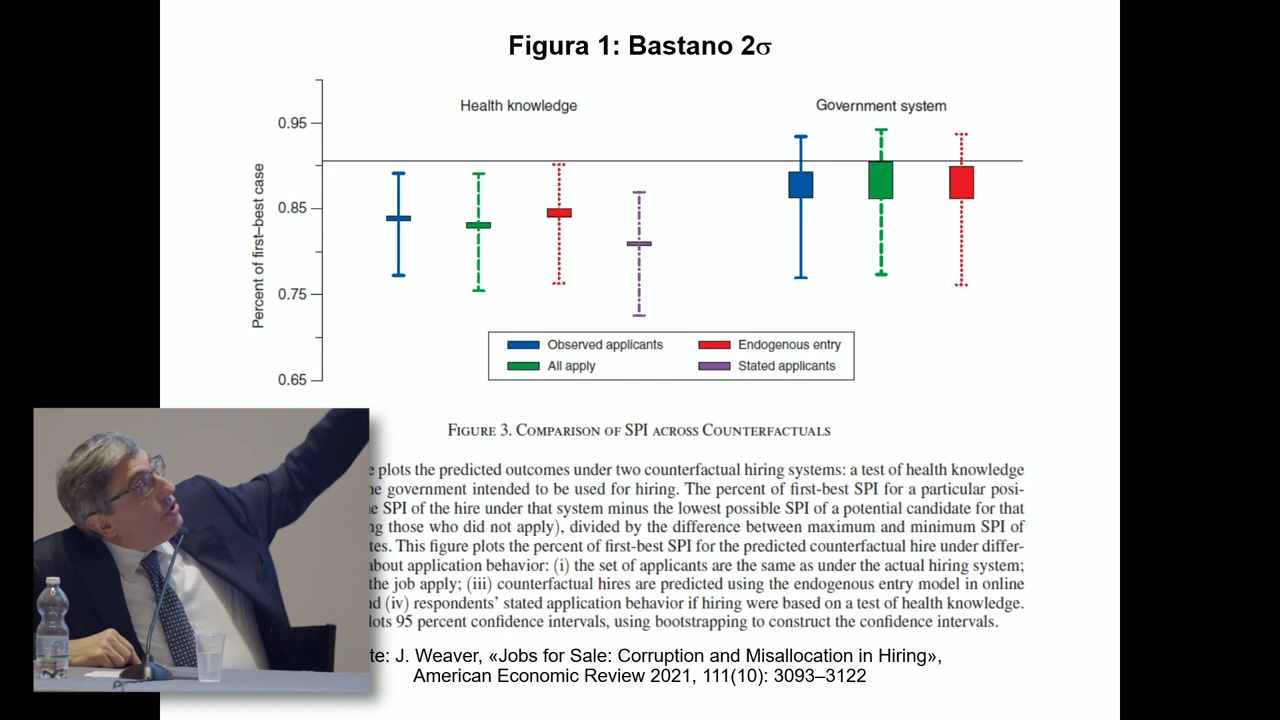 Figura 1: Bastano 2σ
Health knowledge
Government system
Percent of first–best case
0.95
0.85
0.75
0.65
Observed applicants
Endogenous entry
All apply
Stated applicants
FIGURE 3. COMPARISON OF SPI ACROSS COUNTERFACTUALS
plots the predicted outcomes under two counterfactual hiring systems: a test of health knowledge
government intended to be used for hiring. The percent of first-best SPI for a particular posi-
SPI of the hire under that system minus the lowest possible SPI of a potential candidate for that
those who did not apply), divided by the difference between maximum and minimum SPI of
This figure plots the percent of first-best SPI for the predicted counterfactual hire under differ-
about application behavior: (i) the set of applicants are the same as under the actual hiring system;
the job apply; (iii) counterfactual hires are predicted using the endogenous entry model in online
(iv) respondents' stated application behavior if hiring were based on a test of health knowledge.
95 percent confidence intervals, using bootstrapping to construct the confidence intervals.
J. Weaver, «Jobs for Sale: Corruption and Misallocation in Hiring»,
American Economic Review 2021, 111(10): 3093–3122